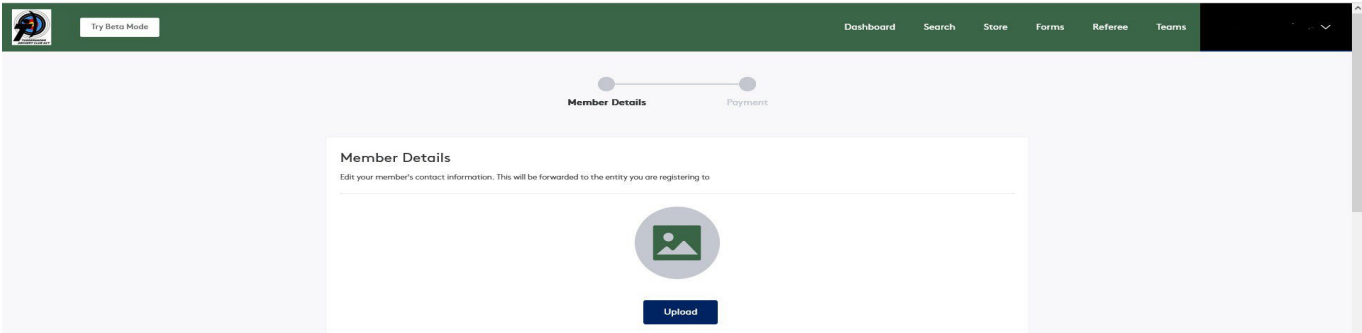 Try Beta Mode
Dashboard Search Store Forms Referee Teams
Member Details Payment
Member Details
Edit your member's contact information. This will be forwarded to the entity you are registering to
Upload